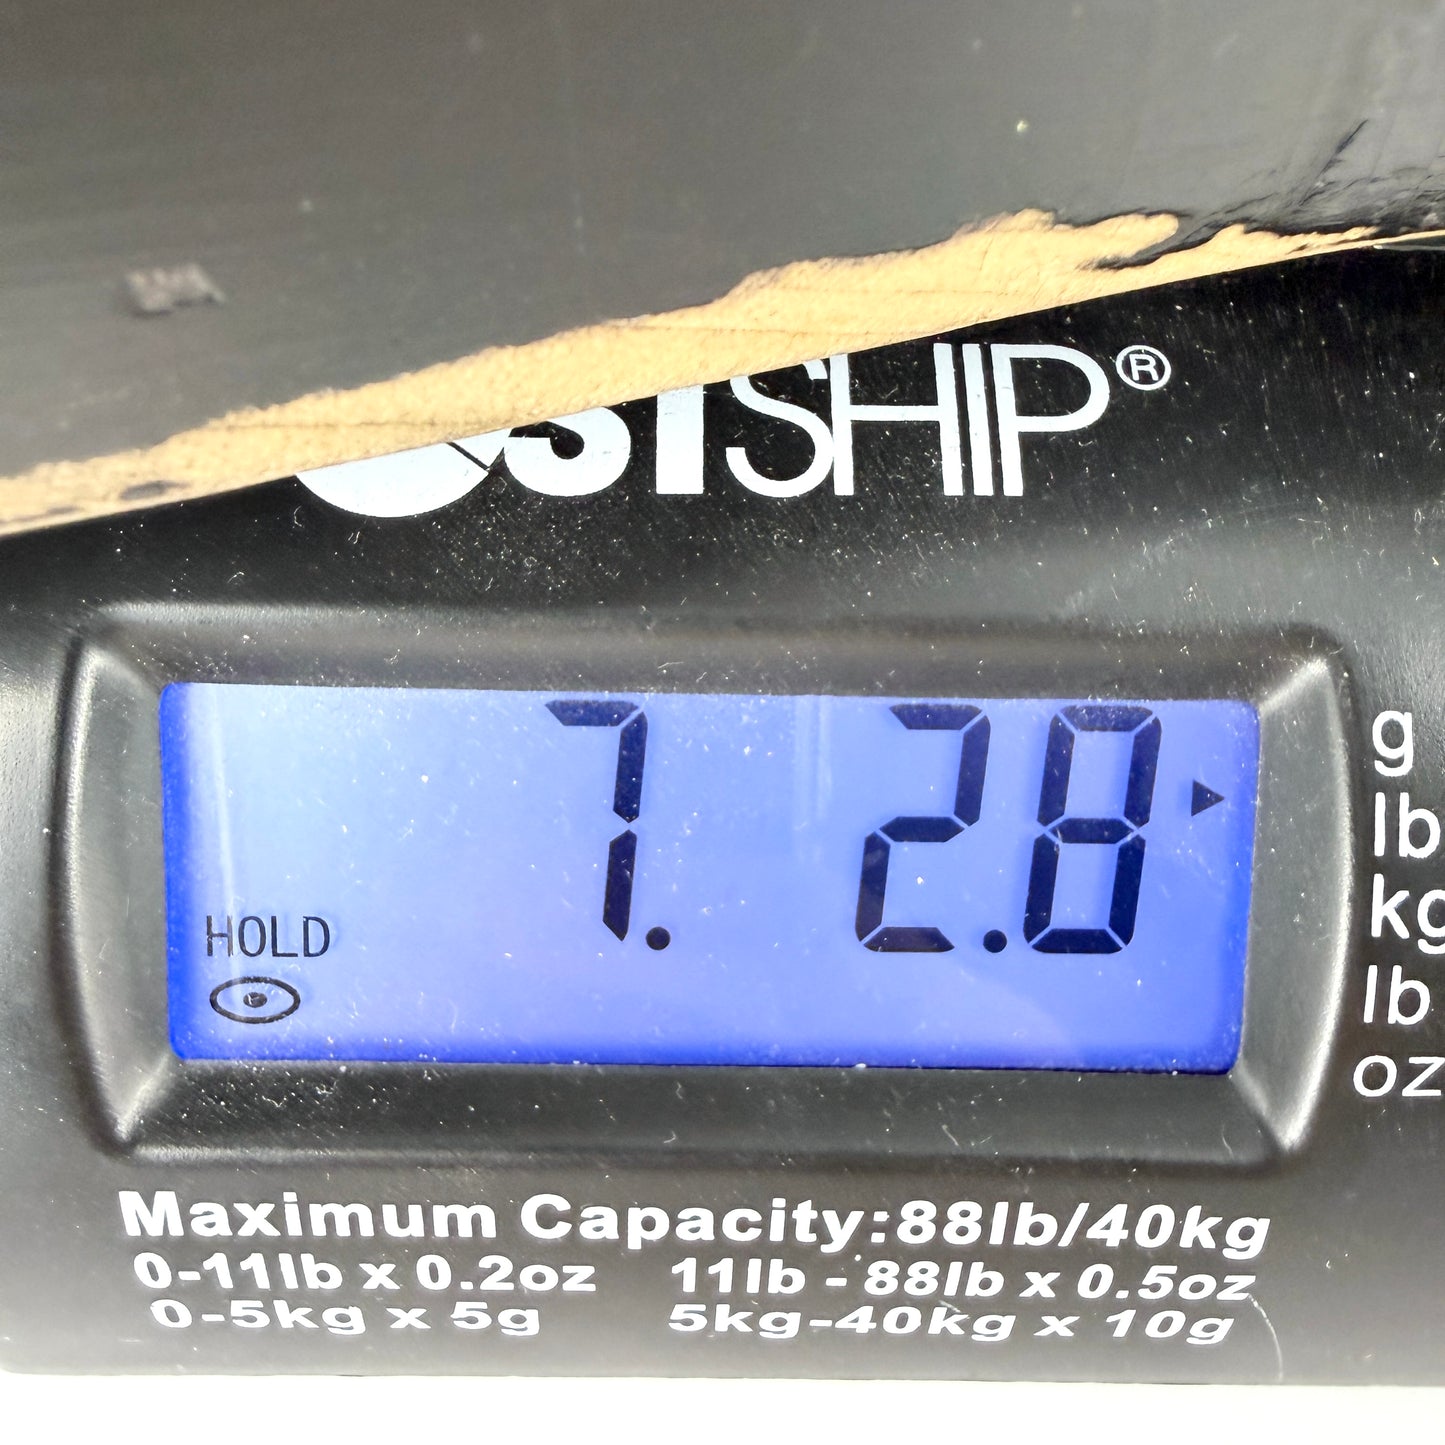 STSHIP®
7. 2.8
HOLD
g
lb
kg
lb
oz
Maximum Capacity:88lb/40kg
0-11lb x 0.2oz 11lb - 88lb x 0.5oz
0-5kg x 5g 5kg-40kg x 10g